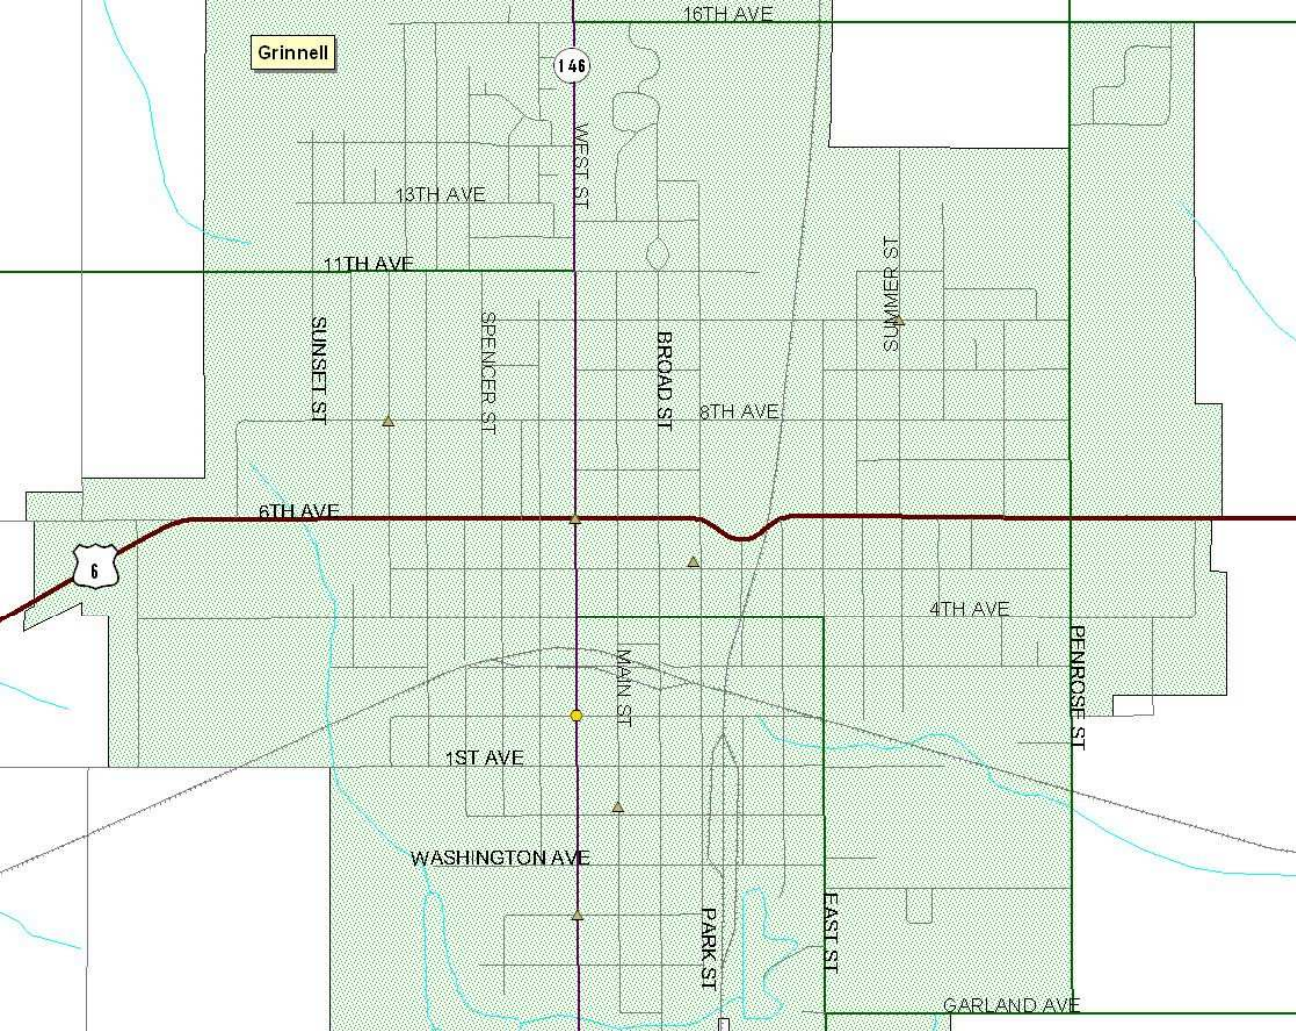 16TH AVE
Grinnell
146
WEST ST
13TH AVE
11TH AVE
SUMMER ST
SUNSET ST
SPENCER ST
BROAD ST
8TH AVE
6TH AVE
6
4TH AVE
PENROSE ST
MAIN ST
1ST AVE
WASHINGTON AVE
PARK ST
EAST ST
GARLAND AVE